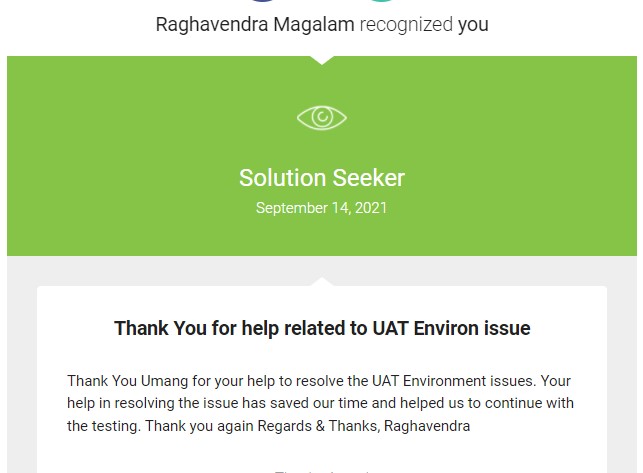 Raghavendra Magalam recognized you
Solution Seeker
September 14, 2021
Thank You for help related to UAT Environ issue
Thank You Umang for your help to resolve the UAT Environment issues. Your
help in resolving the issue has saved our time and helped us to continue with
the testing. Thank you again Regards & Thanks, Raghavendra